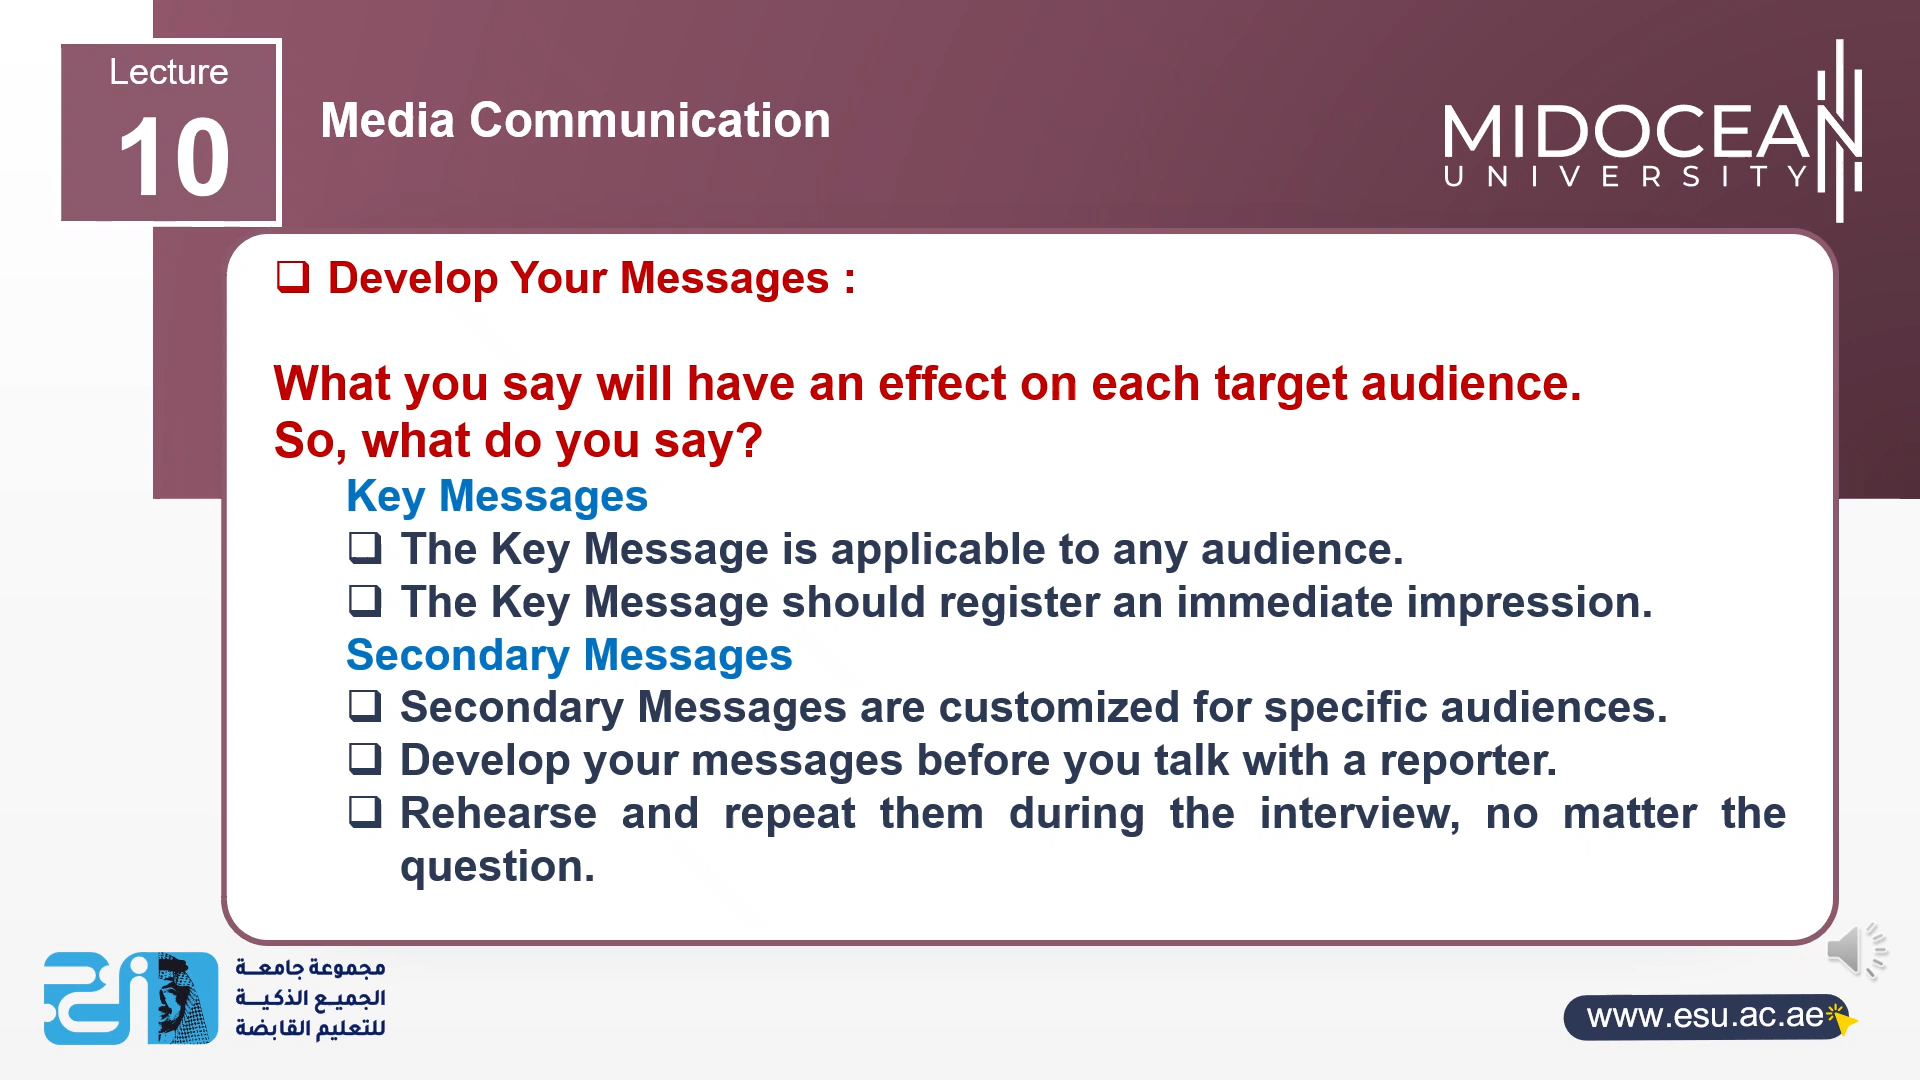 Lecture
10
Media Communication
MIDOCEAN
UNIVERSITY
❑ Develop Your Messages :
What you say will have an effect on each target audience.
So, what do you say?
Key Messages
❑ The Key Message is applicable to any audience.
❑ The Key Message should register an immediate impression.
Secondary Messages
❑ Secondary Messages are customized for specific audiences.
❑ Develop your messages before you talk with a reporter.
❑ Rehearse and repeat them during the interview, no matter the
question.
مجموعة جامعـــة
الجميـع الذكيـــة
للتعليم القابضة
www.esu.ac.ae